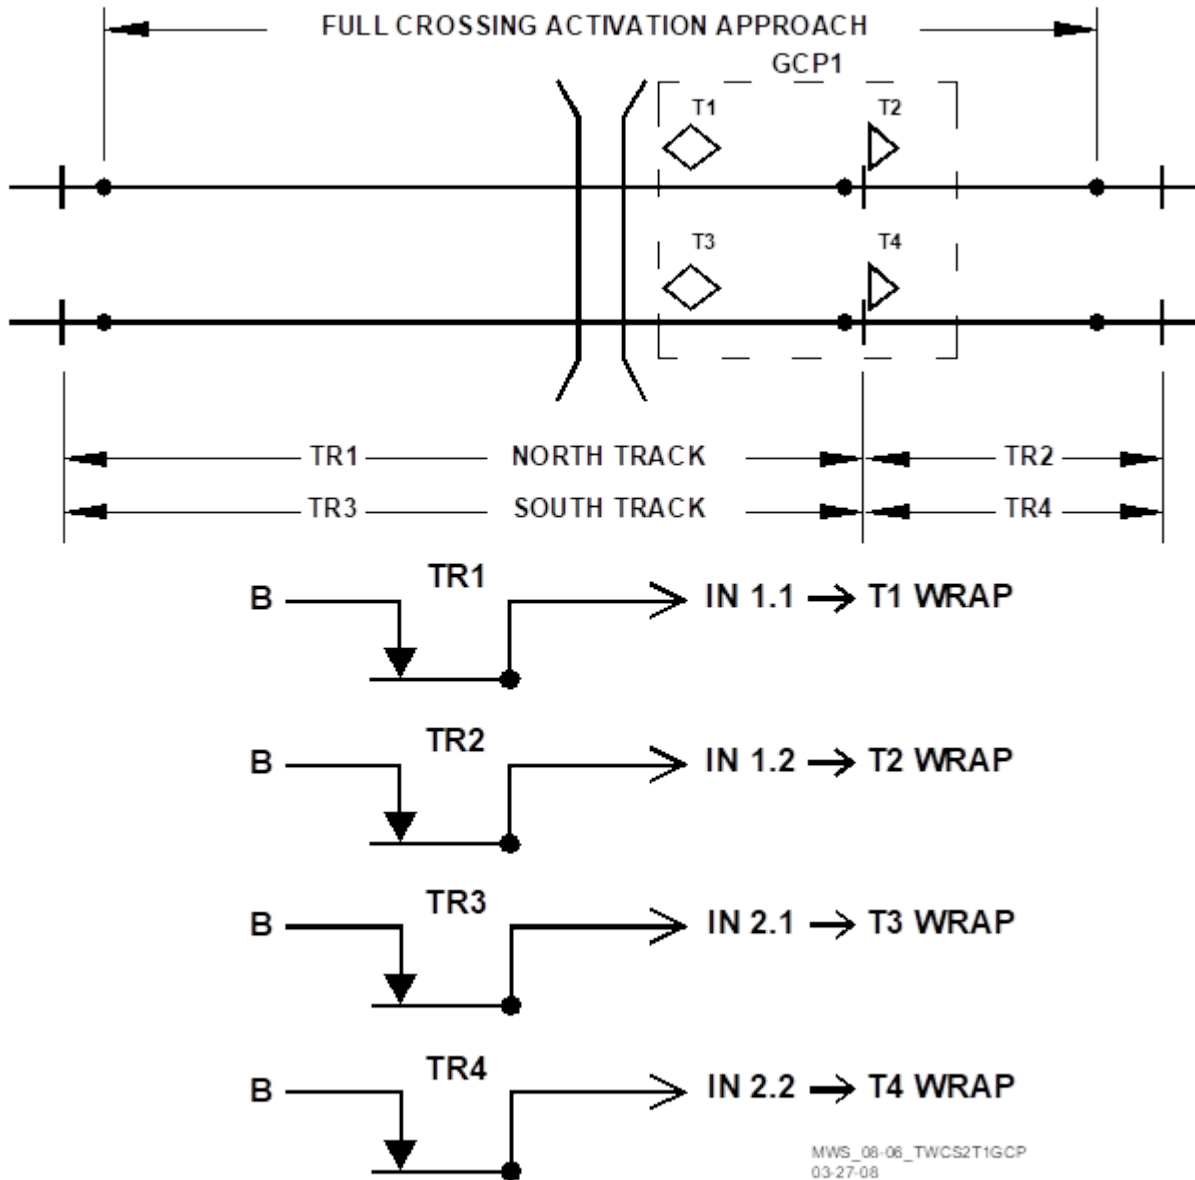 FULL CROSSING ACTIVATION APPROACH
GCP1
T1 T2
T3 T4
TR1 NORTH TRACK TR2
TR3 SOUTH TRACK TR4
TR1
B IN 1.1 → T1 WRAP
TR2
B IN 1.2 → T2 WRAP
TR3
B IN 2.1 → T3 WRAP
TR4
B IN 2.2 → T4 WRAP
MWS_08-06_TWCS2T1GCP
03-27-08